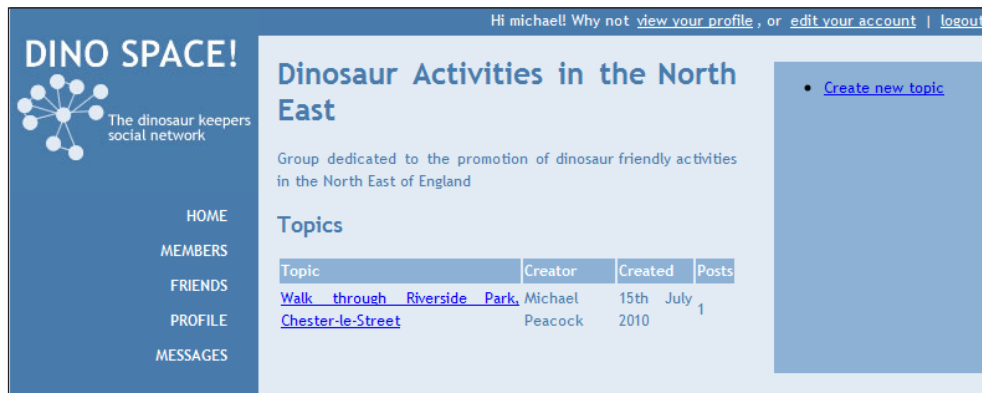 Hi michael! Why not view your profile , or edit your account | logout
DINO SPACE!
The dinosaur keepers
social network
HOME
MEMBERS
FRIENDS
PROFILE
MESSAGES
Dinosaur Activities in the North
East
Group dedicated to the promotion of dinosaur friendly activities
in the North East of England
Topics
Topic Creator Created Posts
Walk through Riverside Park, Michael 15th July 1
Chester-le-Street Peacock 2010
Create new topic